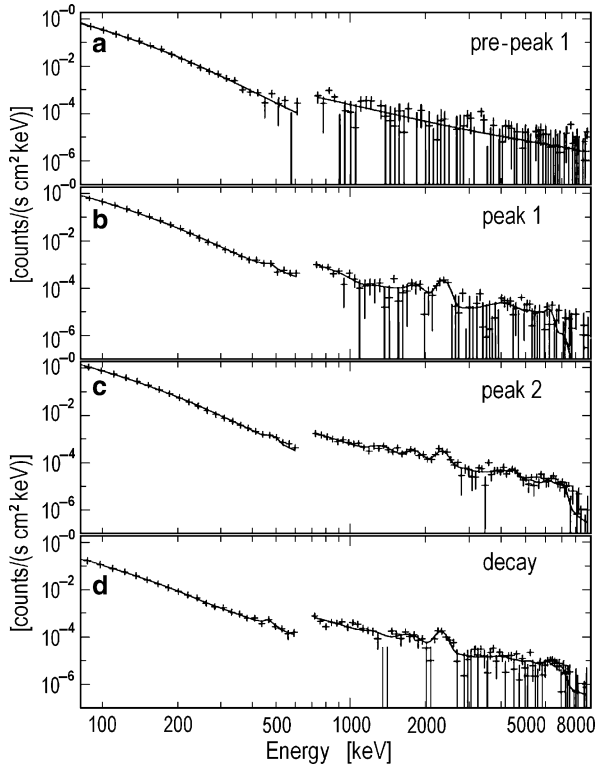 10⁻⁰
a
pre-peak 1
10⁻²
10⁻⁴
10⁻⁶
[counts/(s cm² keV)]
10⁻⁰
b
peak 1
10⁻²
10⁻⁴
10⁻⁶
10⁻⁰
c
peak 2
10⁻²
10⁻⁴
10⁻⁶
[counts/(s cm² keV)]
10⁻⁰
d
decay
10⁻²
10⁻⁴
10⁻⁶
100 200 500 1000 2000 5000 8000
Energy [keV]